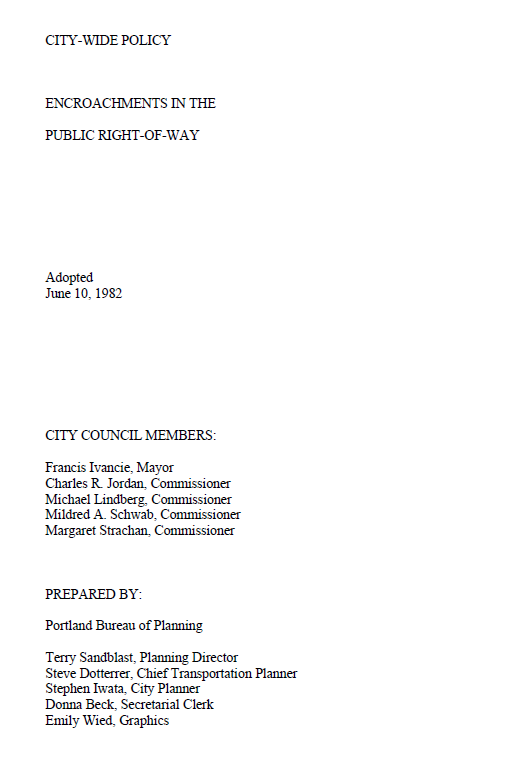 CITY-WIDE POLICY
ENCROACHMENTS IN THE
PUBLIC RIGHT-OF-WAY
Adopted
June 10, 1982
CITY COUNCIL MEMBERS:
Francis Ivancie, Mayor
Charles R. Jordan, Commissioner
Michael Lindberg, Commissioner
Mildred A. Schwab, Commissioner
Margaret Strachan, Commissioner
PREPARED BY:
Portland Bureau of Planning
Terry Sandblast, Planning Director
Steve Dotterrer, Chief Transportation Planner
Stephen Iwata, City Planner
Donna Beck, Secretarial Clerk
Emily Wied, Graphics